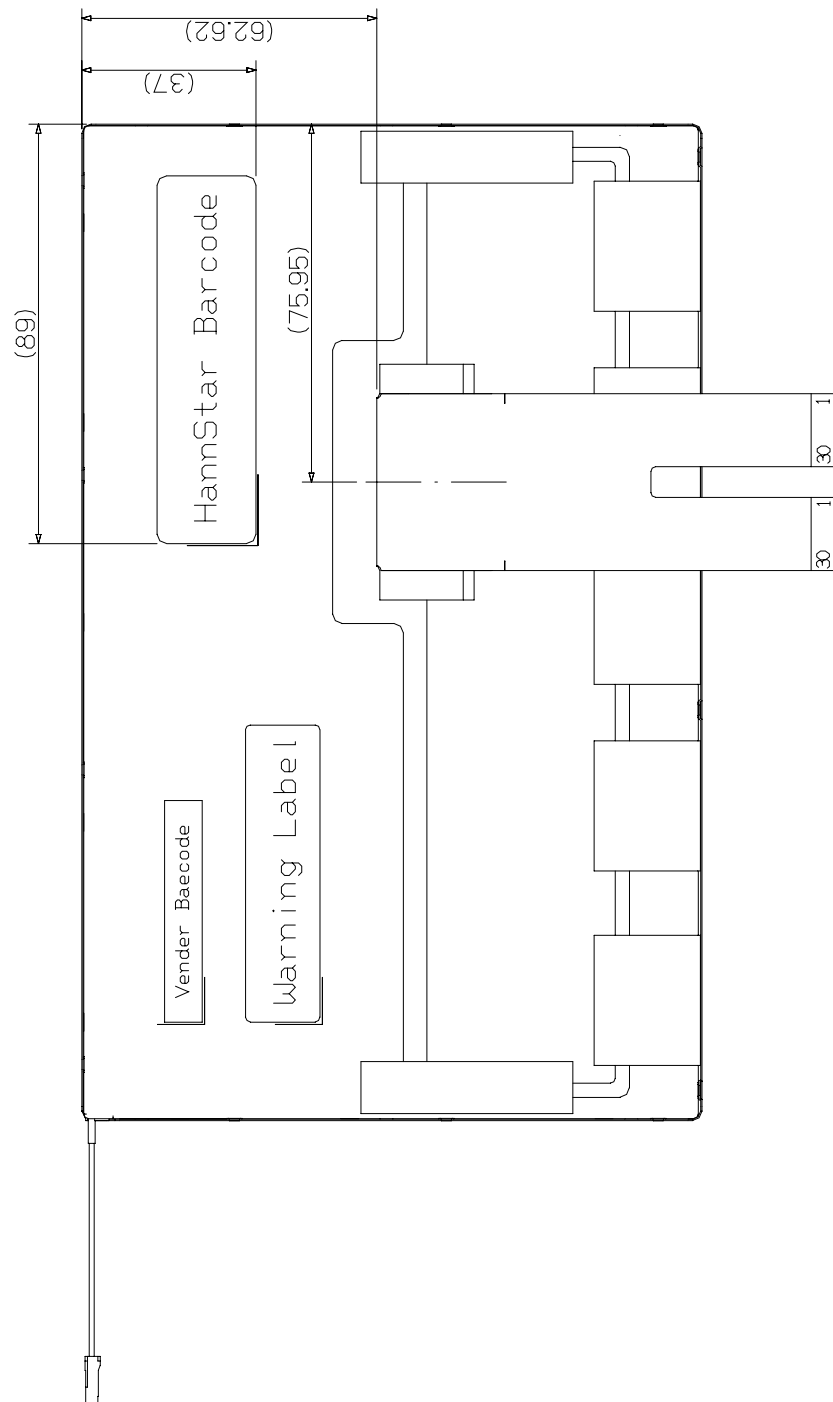 (62.62)
(37)
(89)
(75.95)
HannStar Barcode
1
30
1
30
Warning Label
Vender Baecode